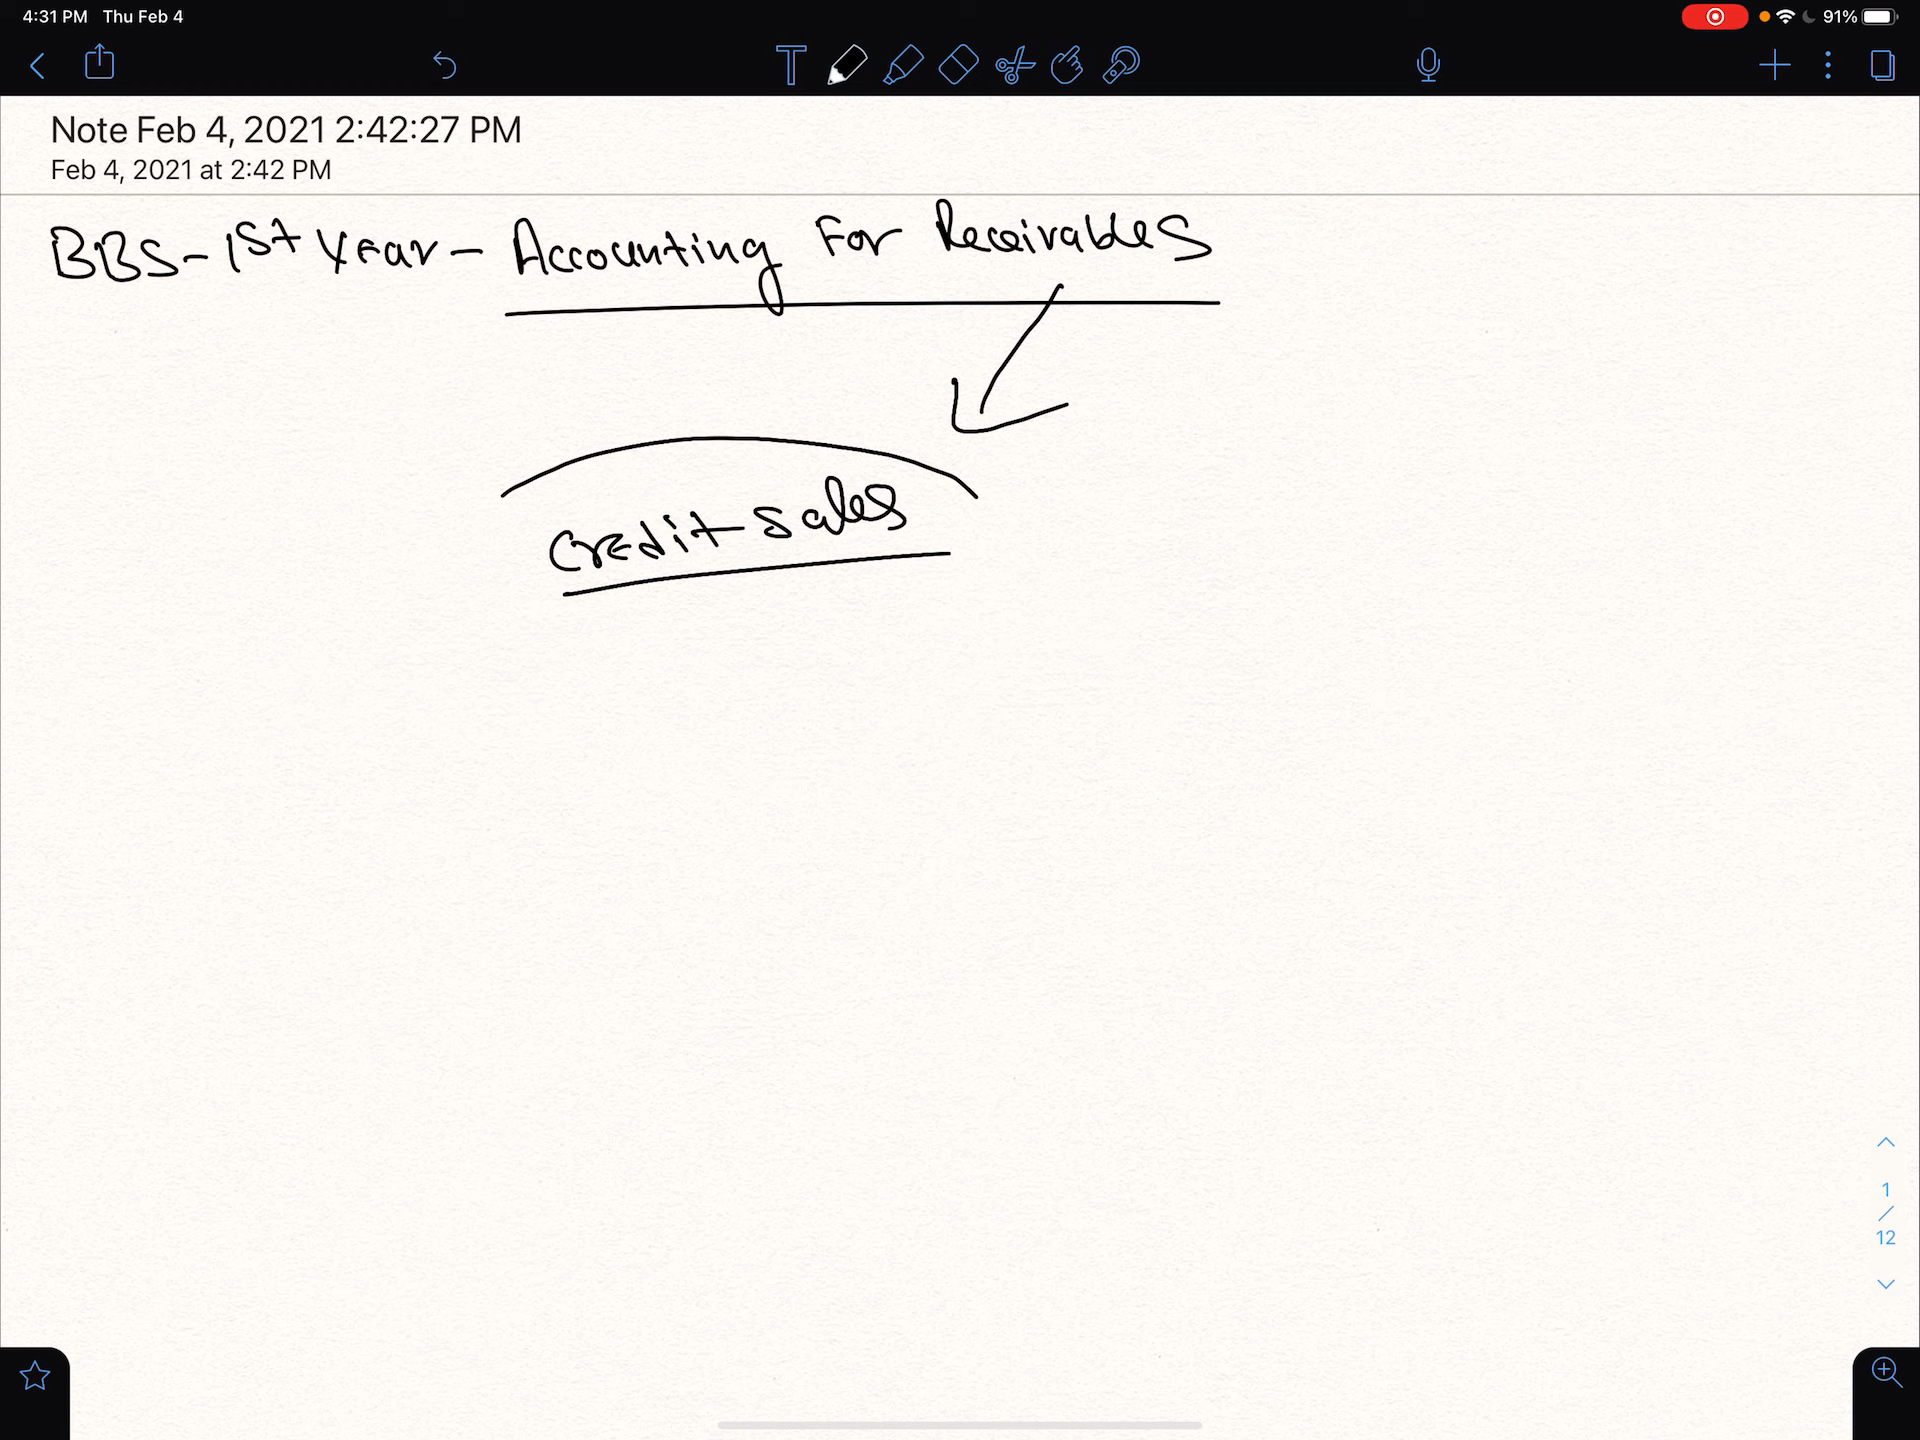 4:31 PM Thu Feb 4 91%
Note Feb 4, 2021 2:42:27 PM
Feb 4, 2021 at 2:42 PM
BBS-1st Year- Accounting For Receivables
Credit sales
1
/
12